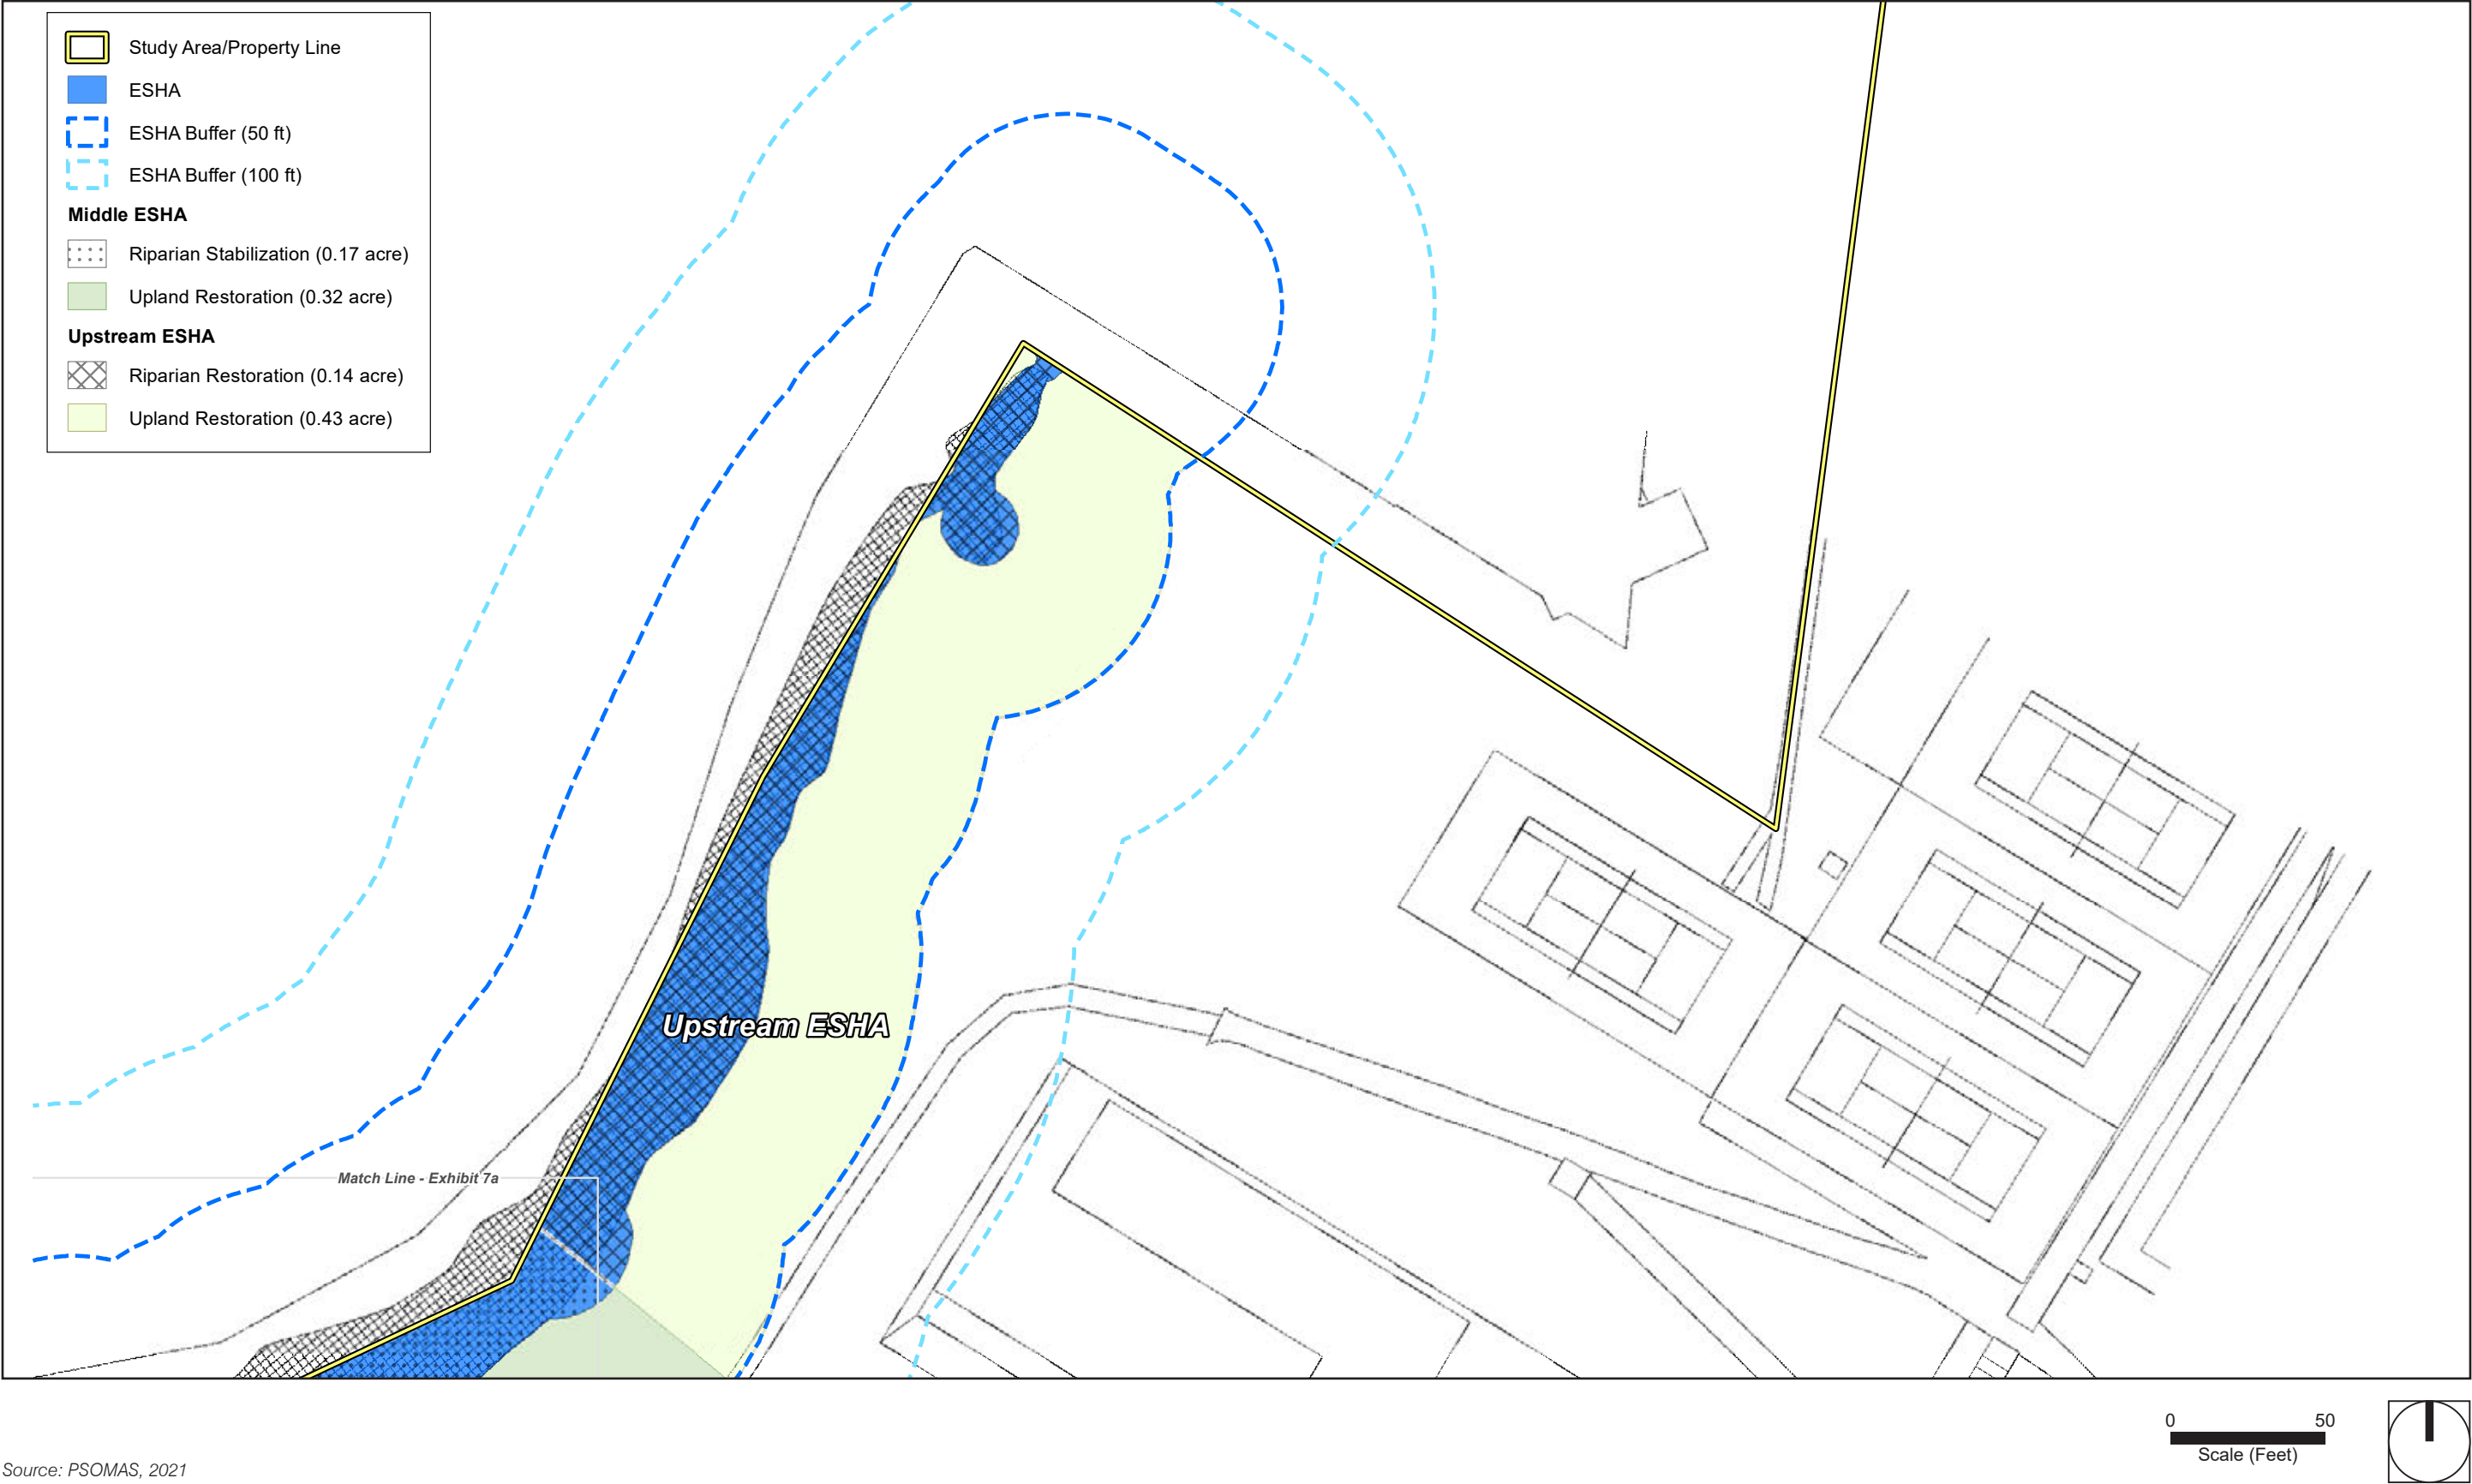 Study Area/Property Line
ESHA
ESHA Buffer (50 ft)
ESHA Buffer (100 ft)
Middle ESHA
Riparian Stabilization (0.17 acre)
Upland Restoration (0.32 acre)
Upstream ESHA
Riparian Restoration (0.14 acre)
Upland Restoration (0.43 acre)
Upstream ESHA
Match Line - Exhibit 7a
0 50
Scale (Feet)
Source: PSOMAS, 2021